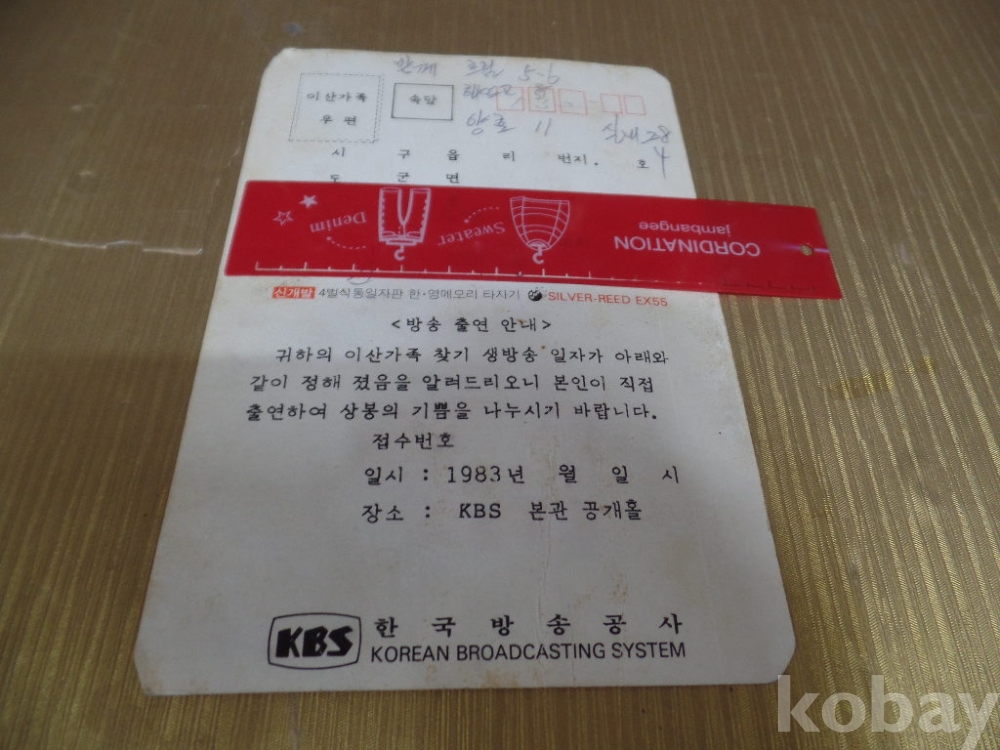 5-6
이산가족
우편
속달
11
28
4
시 구 읍 리 번지. 호
도 군 면
Denim
Sweater
CORDINATION
jambangee
신개발 4벌식통일자판 한·영메모리 타자기 SILVER-REED EX55
<방송 출연 안내>
귀하의 이산가족 찾기 생방송 일자가 아래와
같이 정해 졌음을 알려드리오니 본인이 직접
출연하여 상봉의 기쁨을 나누시기 바랍니다.
접수번호
일시 : 1983년 월 일 시
장소 : KBS 본관 공개홀
KBS 한국방송공사
KOREAN BROADCASTING SYSTEM
kobay